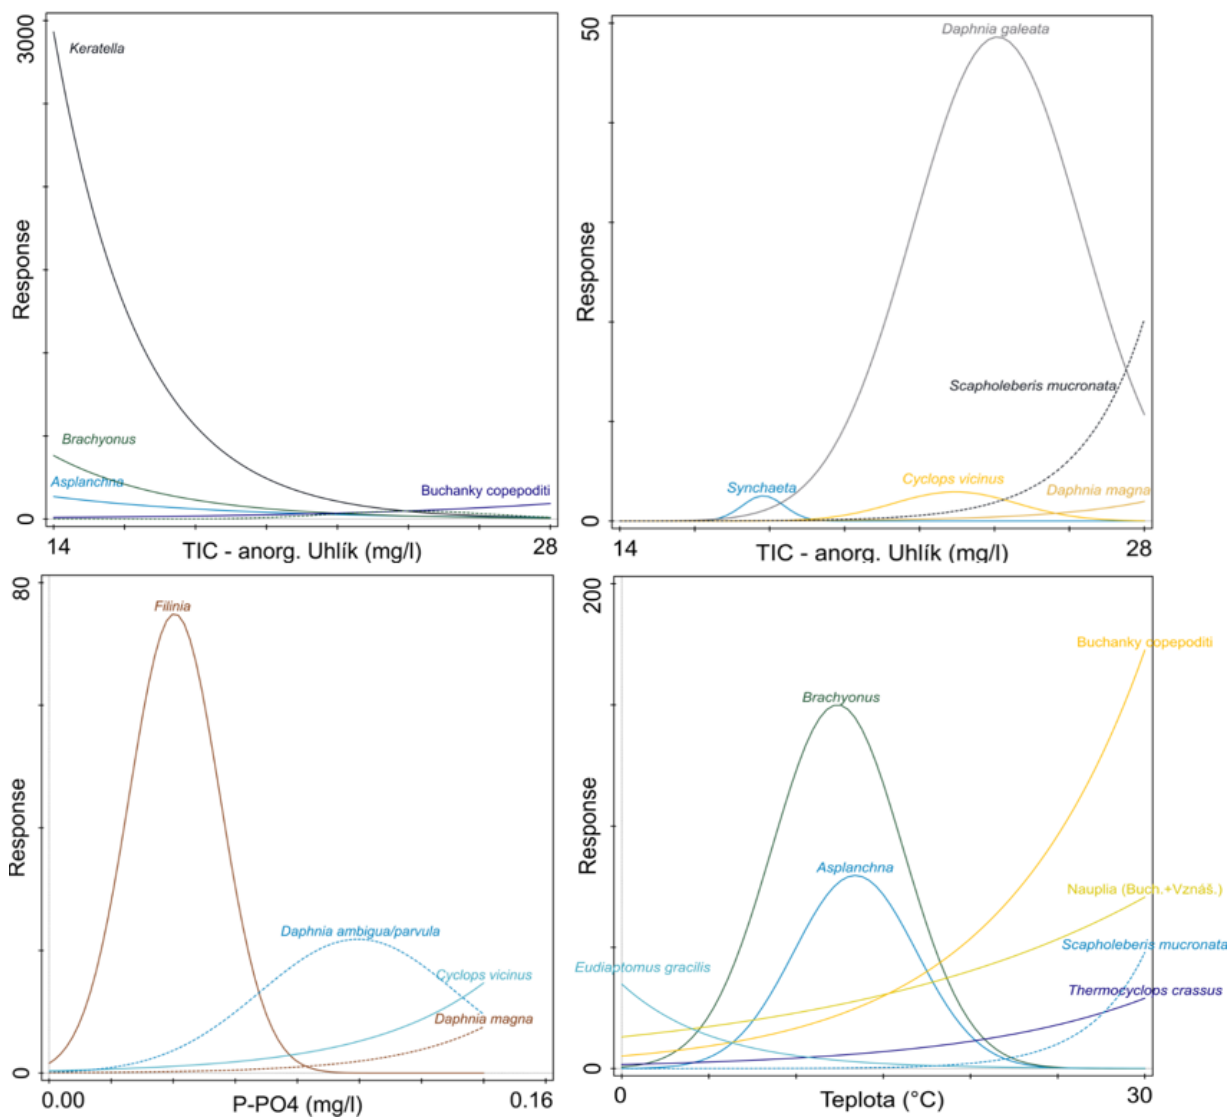 3000
Response
Keratella
Brachyonus
Asplanchna
Buchanky copepoditi
0
14
TIC - anorg. Uhlík (mg/l)
28
50
Response
Daphnia galeata
Scapholeberis mucronata
Synchaeta
Cyclops vicinus
Daphnia magna
0
14
TIC - anorg. Uhlík (mg/l)
28
80
Response
Filinia
Daphnia ambigua/parvula
Cyclops vicinus
Daphnia magna
0
0.00
P-PO4 (mg/l)
0.16
200
Response
Buchanky copepoditi
Brachyonus
Asplanchna
Nauplia (Buch.+Vznáš.)
Scapholeberis mucronata
Eudiaptomus gracilis
Thermocyclops crassus
0
0
Teplota (°C)
30